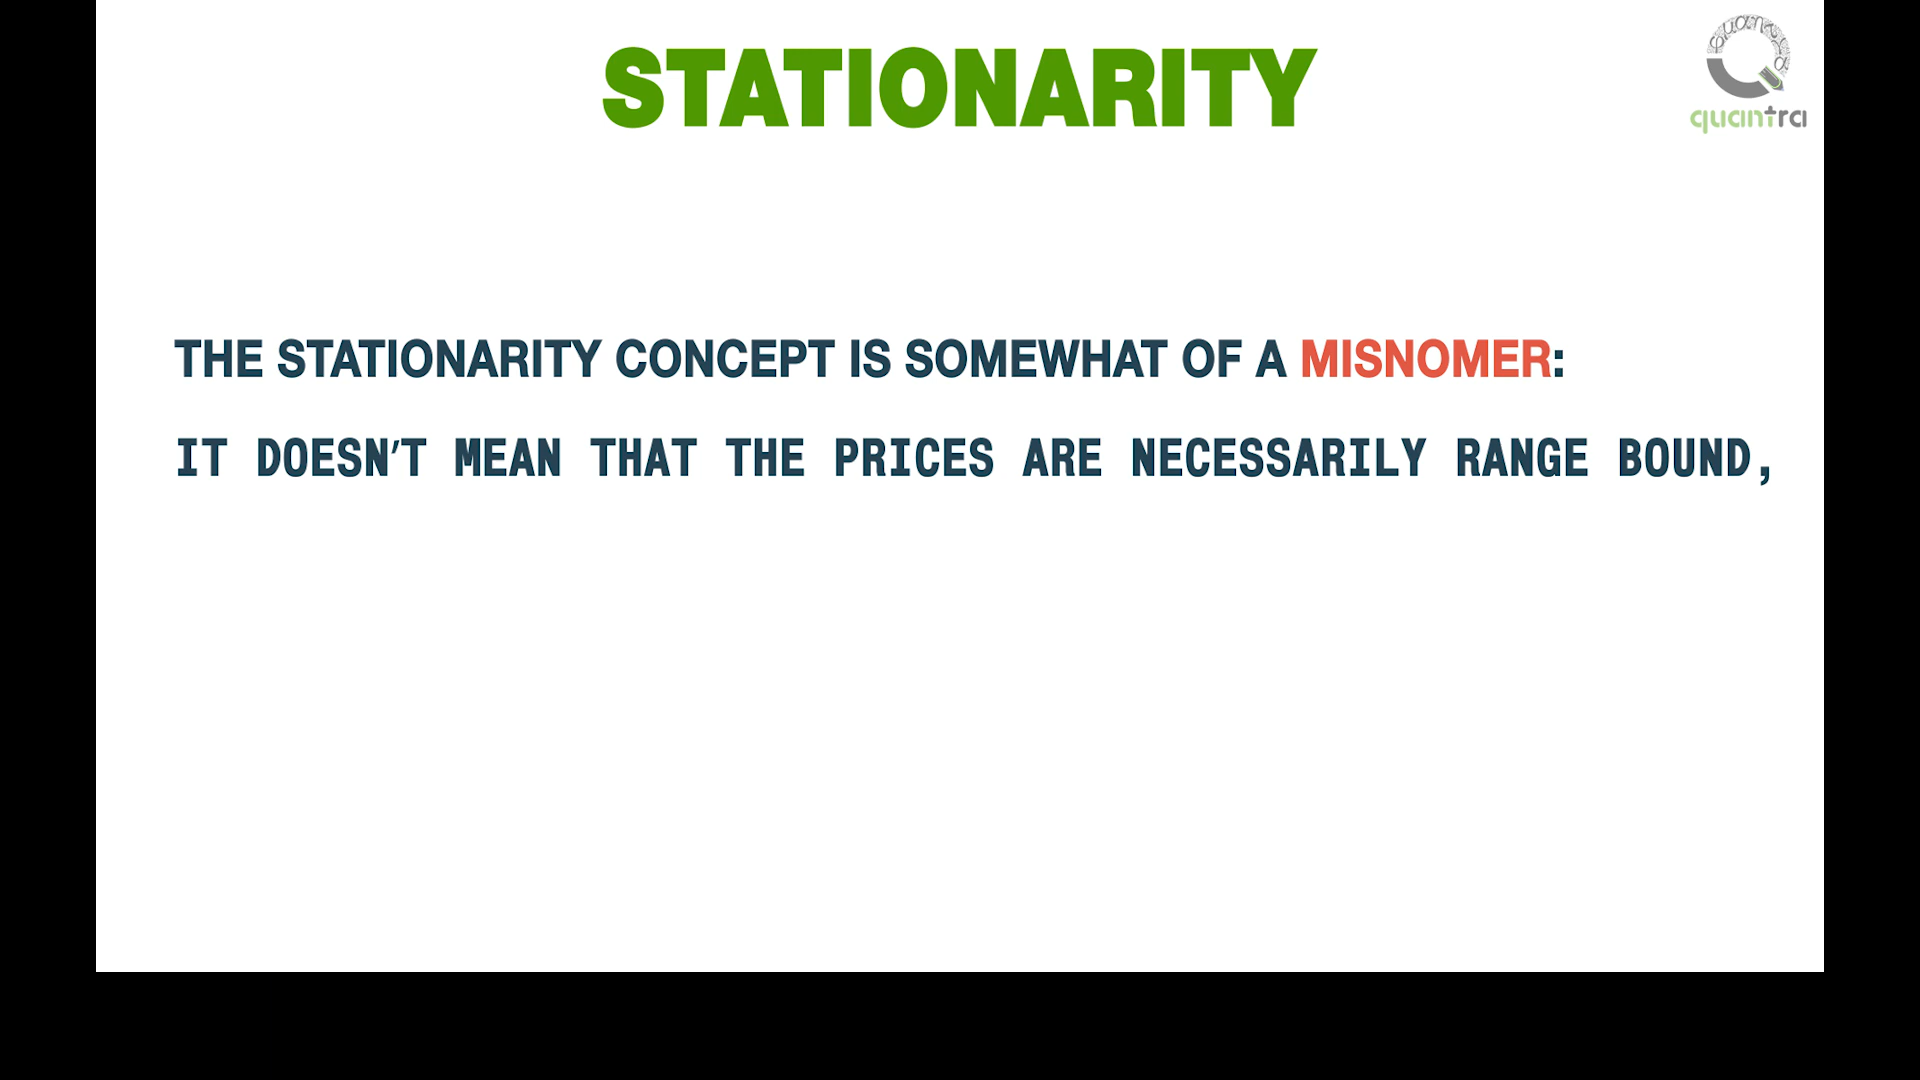 STATIONARITY
quantra
THE STATIONARITY CONCEPT IS SOMEWHAT OF A MISNOMER:
IT DOESN'T MEAN THAT THE PRICES ARE NECESSARILY RANGE BOUND,